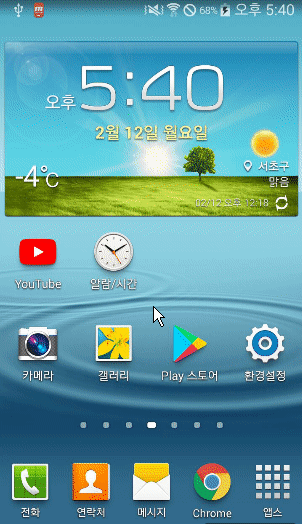 68% 오후 5:40
오후 5:40
2월 12일 월요일
-4°C
서초구
맑음
02/12 오후 12:18
YouTube
알람/시간
카메라
갤러리
Play 스토어
환경설정
전화
연락처
메시지
Chrome
앱스